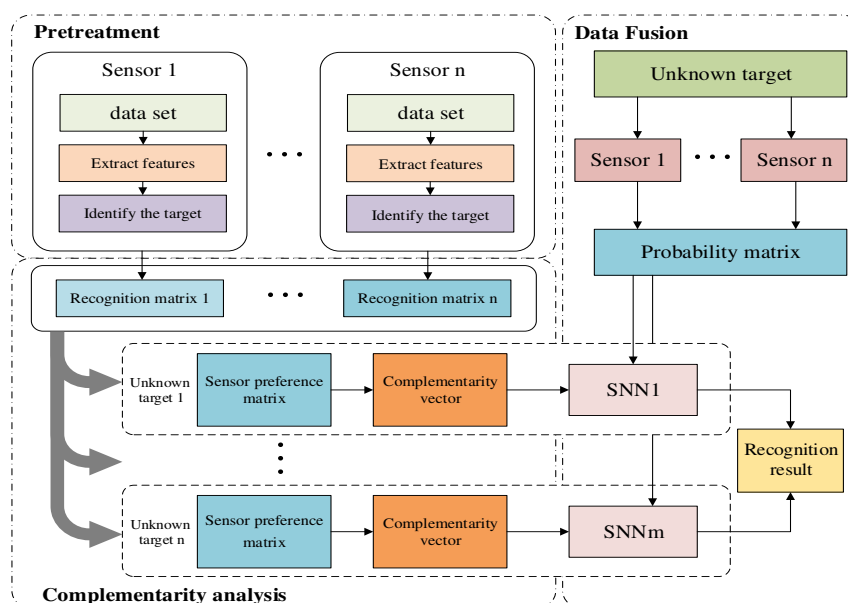 Pretreatment
Sensor 1
data set
Extract features
Identify the target
• • •
Sensor n
data set
Extract features
Identify the target
Data Fusion
Unknown target
Sensor 1
• • •
Sensor n
Probability matrix
Recognition matrix 1
• • •
Recognition matrix n
Unknown
target 1
Sensor preference
matrix
Complementarity
vector
SNN1
Recognition
result
Unknown
target n
Sensor preference
matrix
Complementarity
vector
SNNm
Complementarity analysis